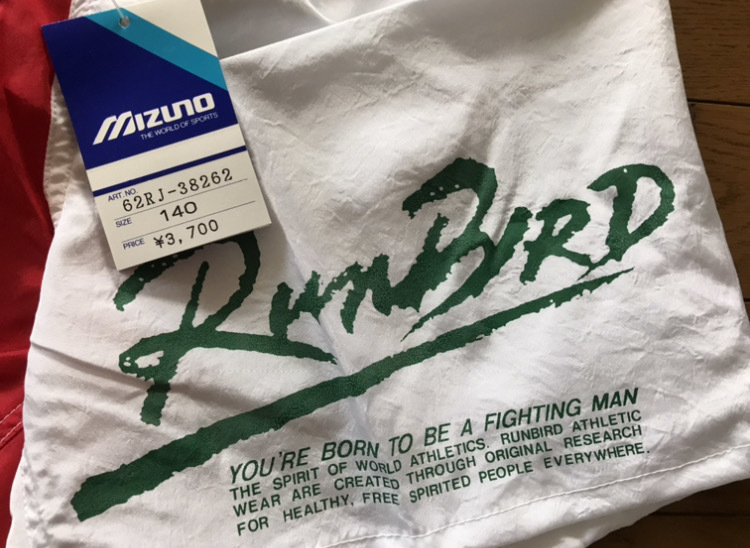 MIZUNO
THE WORLD OF SPORTS
ART.NO. 62RJ-38262
SIZE 140
PRICE ¥3,700
RUNBIRD
YOU'RE BORN TO BE A FIGHTING MAN
THE SPIRIT OF WORLD ATHLETICS. RUNBIRD ATHLETIC
WEAR ARE CREATED THROUGH ORIGINAL RESEARCH
FOR HEALTHY, FREE SPIRITED PEOPLE EVERYWHERE.